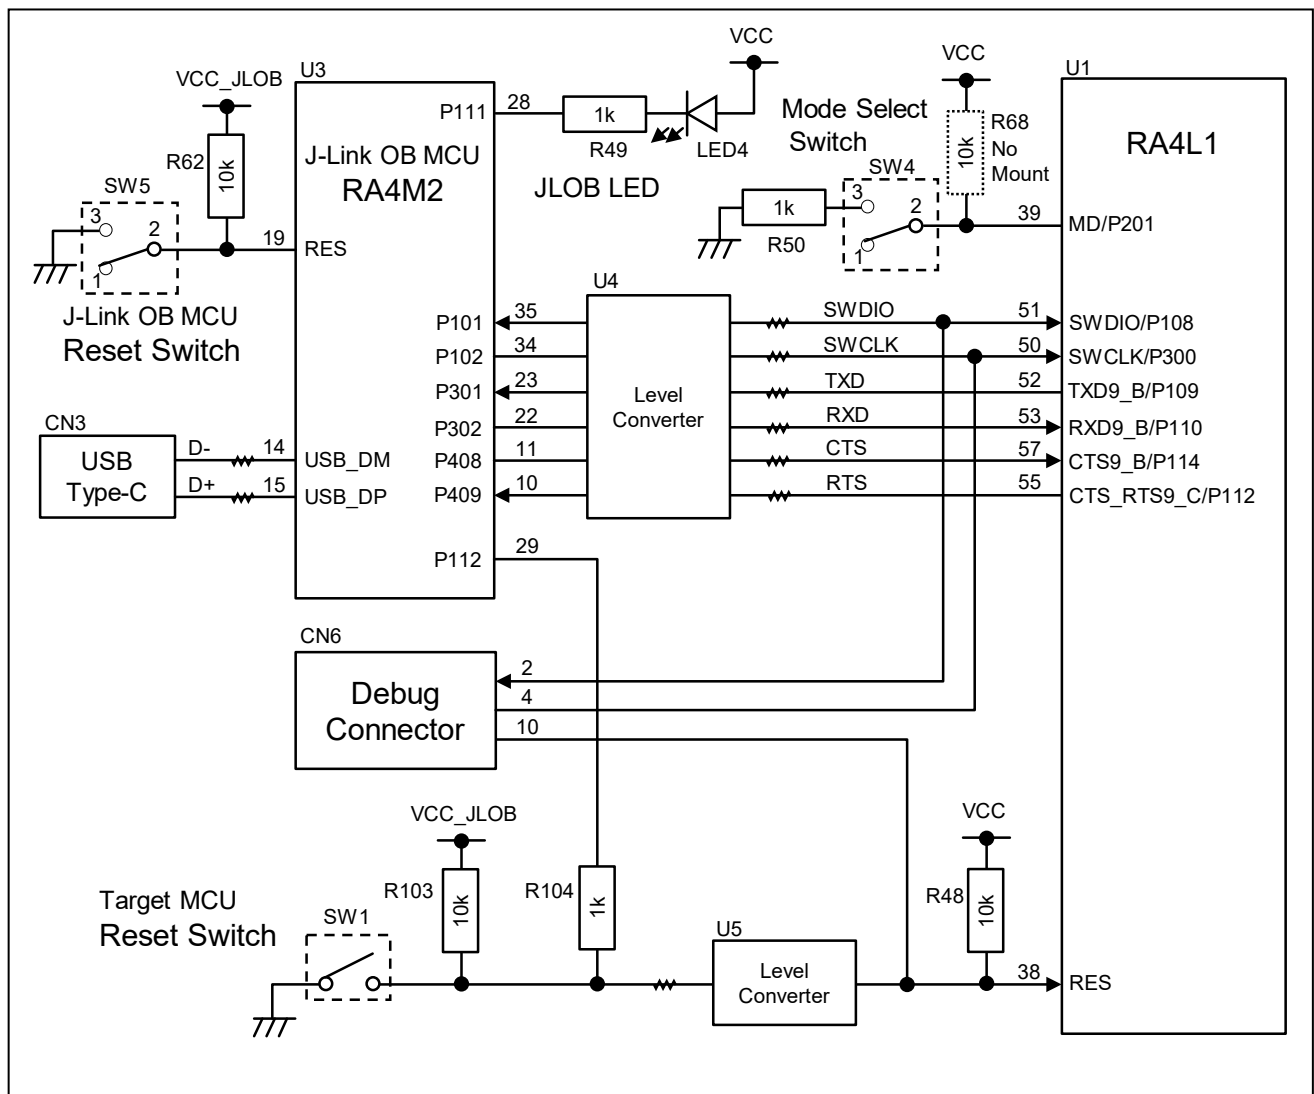 VCC
VCC
U1
U3
VCC_JLOB
P111
28
1k
R49
LED4
JLOB LED
Mode Select
Switch
SW4
3
2
1
1k
R50
10k
R68
No
Mount
39
RA4L1
MD/P201
J-Link OB MCU
RA4M2
R62
10k
SW5
3
2
1
19
RES
J-Link OB MCU
Reset Switch
U4
Level
Converter
P101
35
SWDIO
51
SWDIO/P108
P102
34
SWCLK
50
SWCLK/P300
P301
23
TXD
52
TXD9_B/P109
P302
22
RXD
53
RXD9_B/P110
P408
11
CTS
57
CTS9_B/P114
P409
10
RTS
55
CTS_RTS9_C/P112
CN3
USB
Type-C
D-
14
USB_DM
D+
15
USB_DP
P112
29
CN6
Debug
Connector
2
4
10
VCC_JLOB
VCC
R103
10k
R104
1k
R48
10k
Target MCU
Reset Switch
SW1
U5
Level
Converter
38
RES